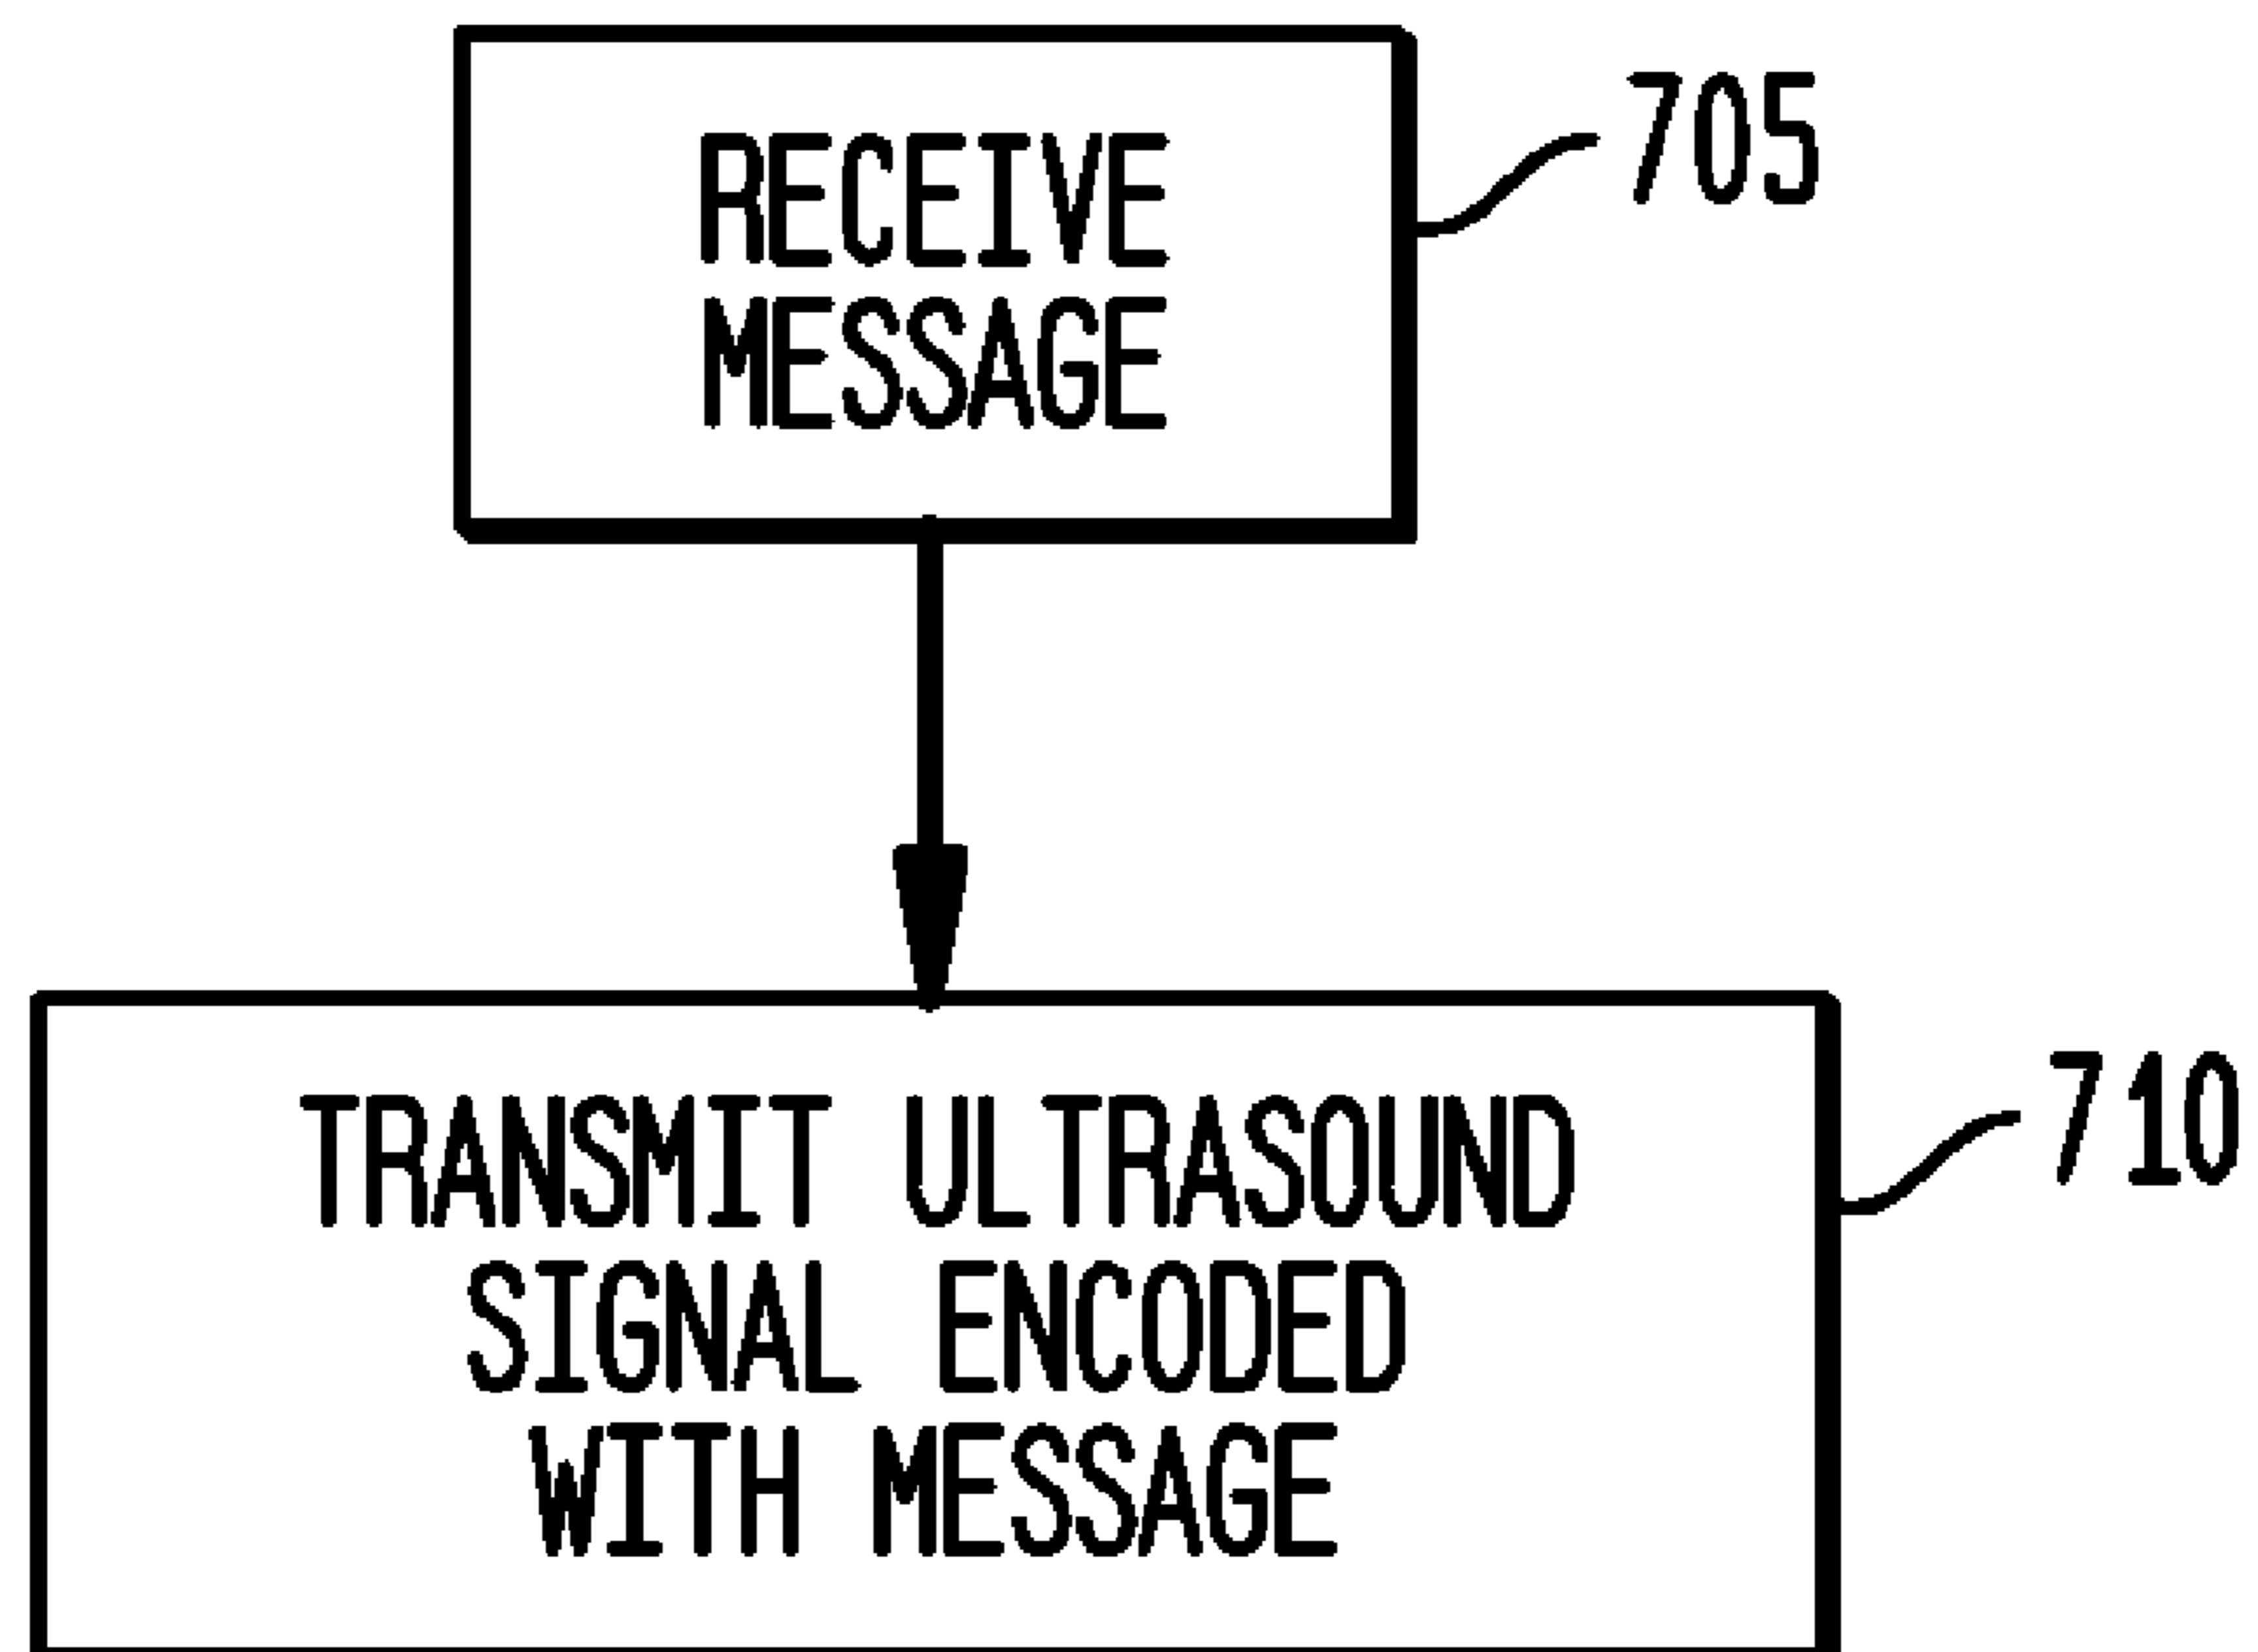 RECEIVE
MESSAGE
705
TRANSMIT ULTRASOUND
SIGNAL ENCODED
WITH MESSAGE
710